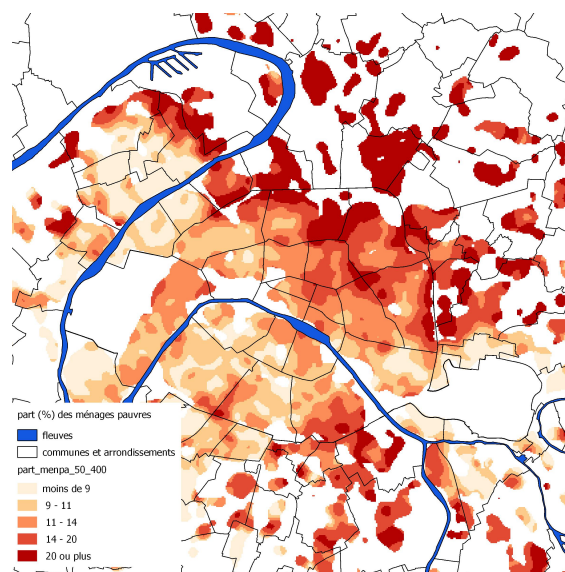 part (%) des ménages pauvres
fleuves
communes et arrondissements
part_menpa_50_400
moins de 9
9 - 11
11 - 14
14 - 20
20 ou plus